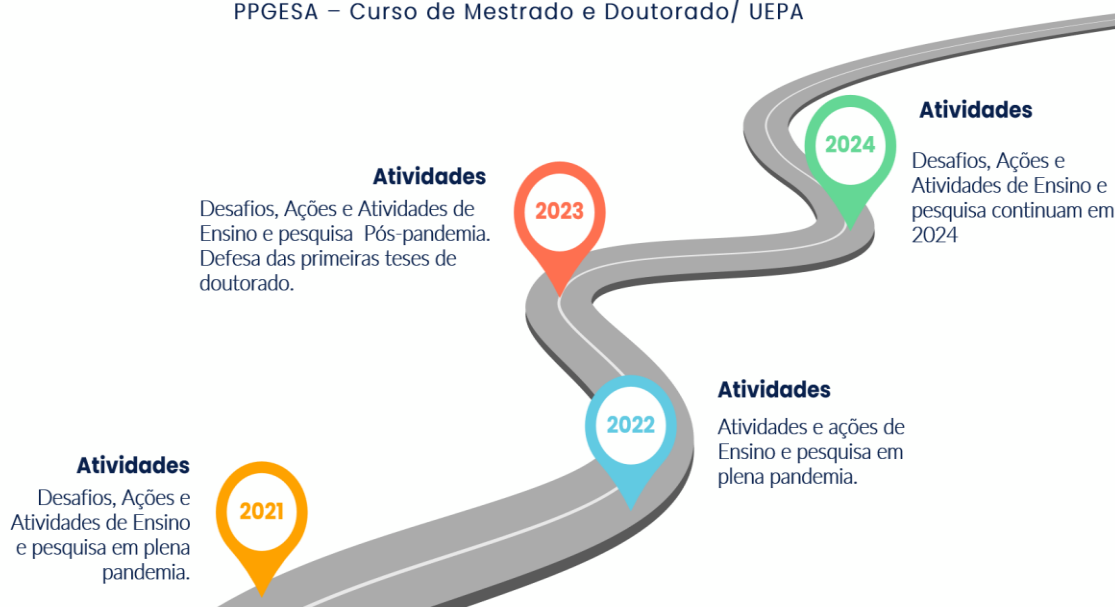 PPGESA – Curso de Mestrado e Doutorado/ UEPA
Atividades
Desafios, Ações e
Atividades de Ensino
e pesquisa em plena
pandemia.
2021
2022
Atividades
Atividades e ações de
Ensino e pesquisa em
plena pandemia.
Atividades
Desafios, Ações e Atividades de
Ensino e pesquisa Pós-pandemia.
Defesa das primeiras teses de
doutorado.
2023
2024
Atividades
Desafios, Ações e
Atividades de Ensino e
pesquisa continuam em
2024